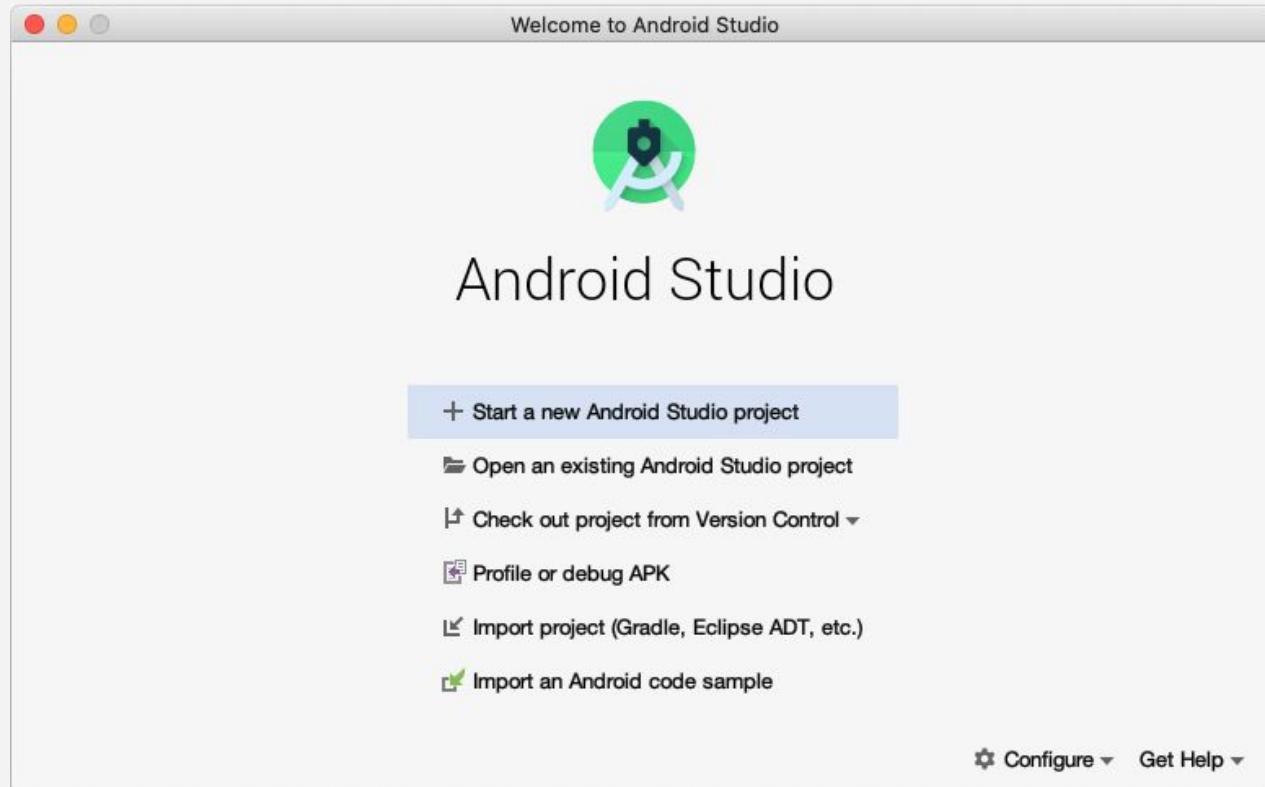 Welcome to Android Studio
Android Studio
Start a new Android Studio project
Open an existing Android Studio project
Check out project from Version Control
Profile or debug APK
Import project (Gradle, Eclipse ADT, etc.)
Import an Android code sample
Configure Get Help